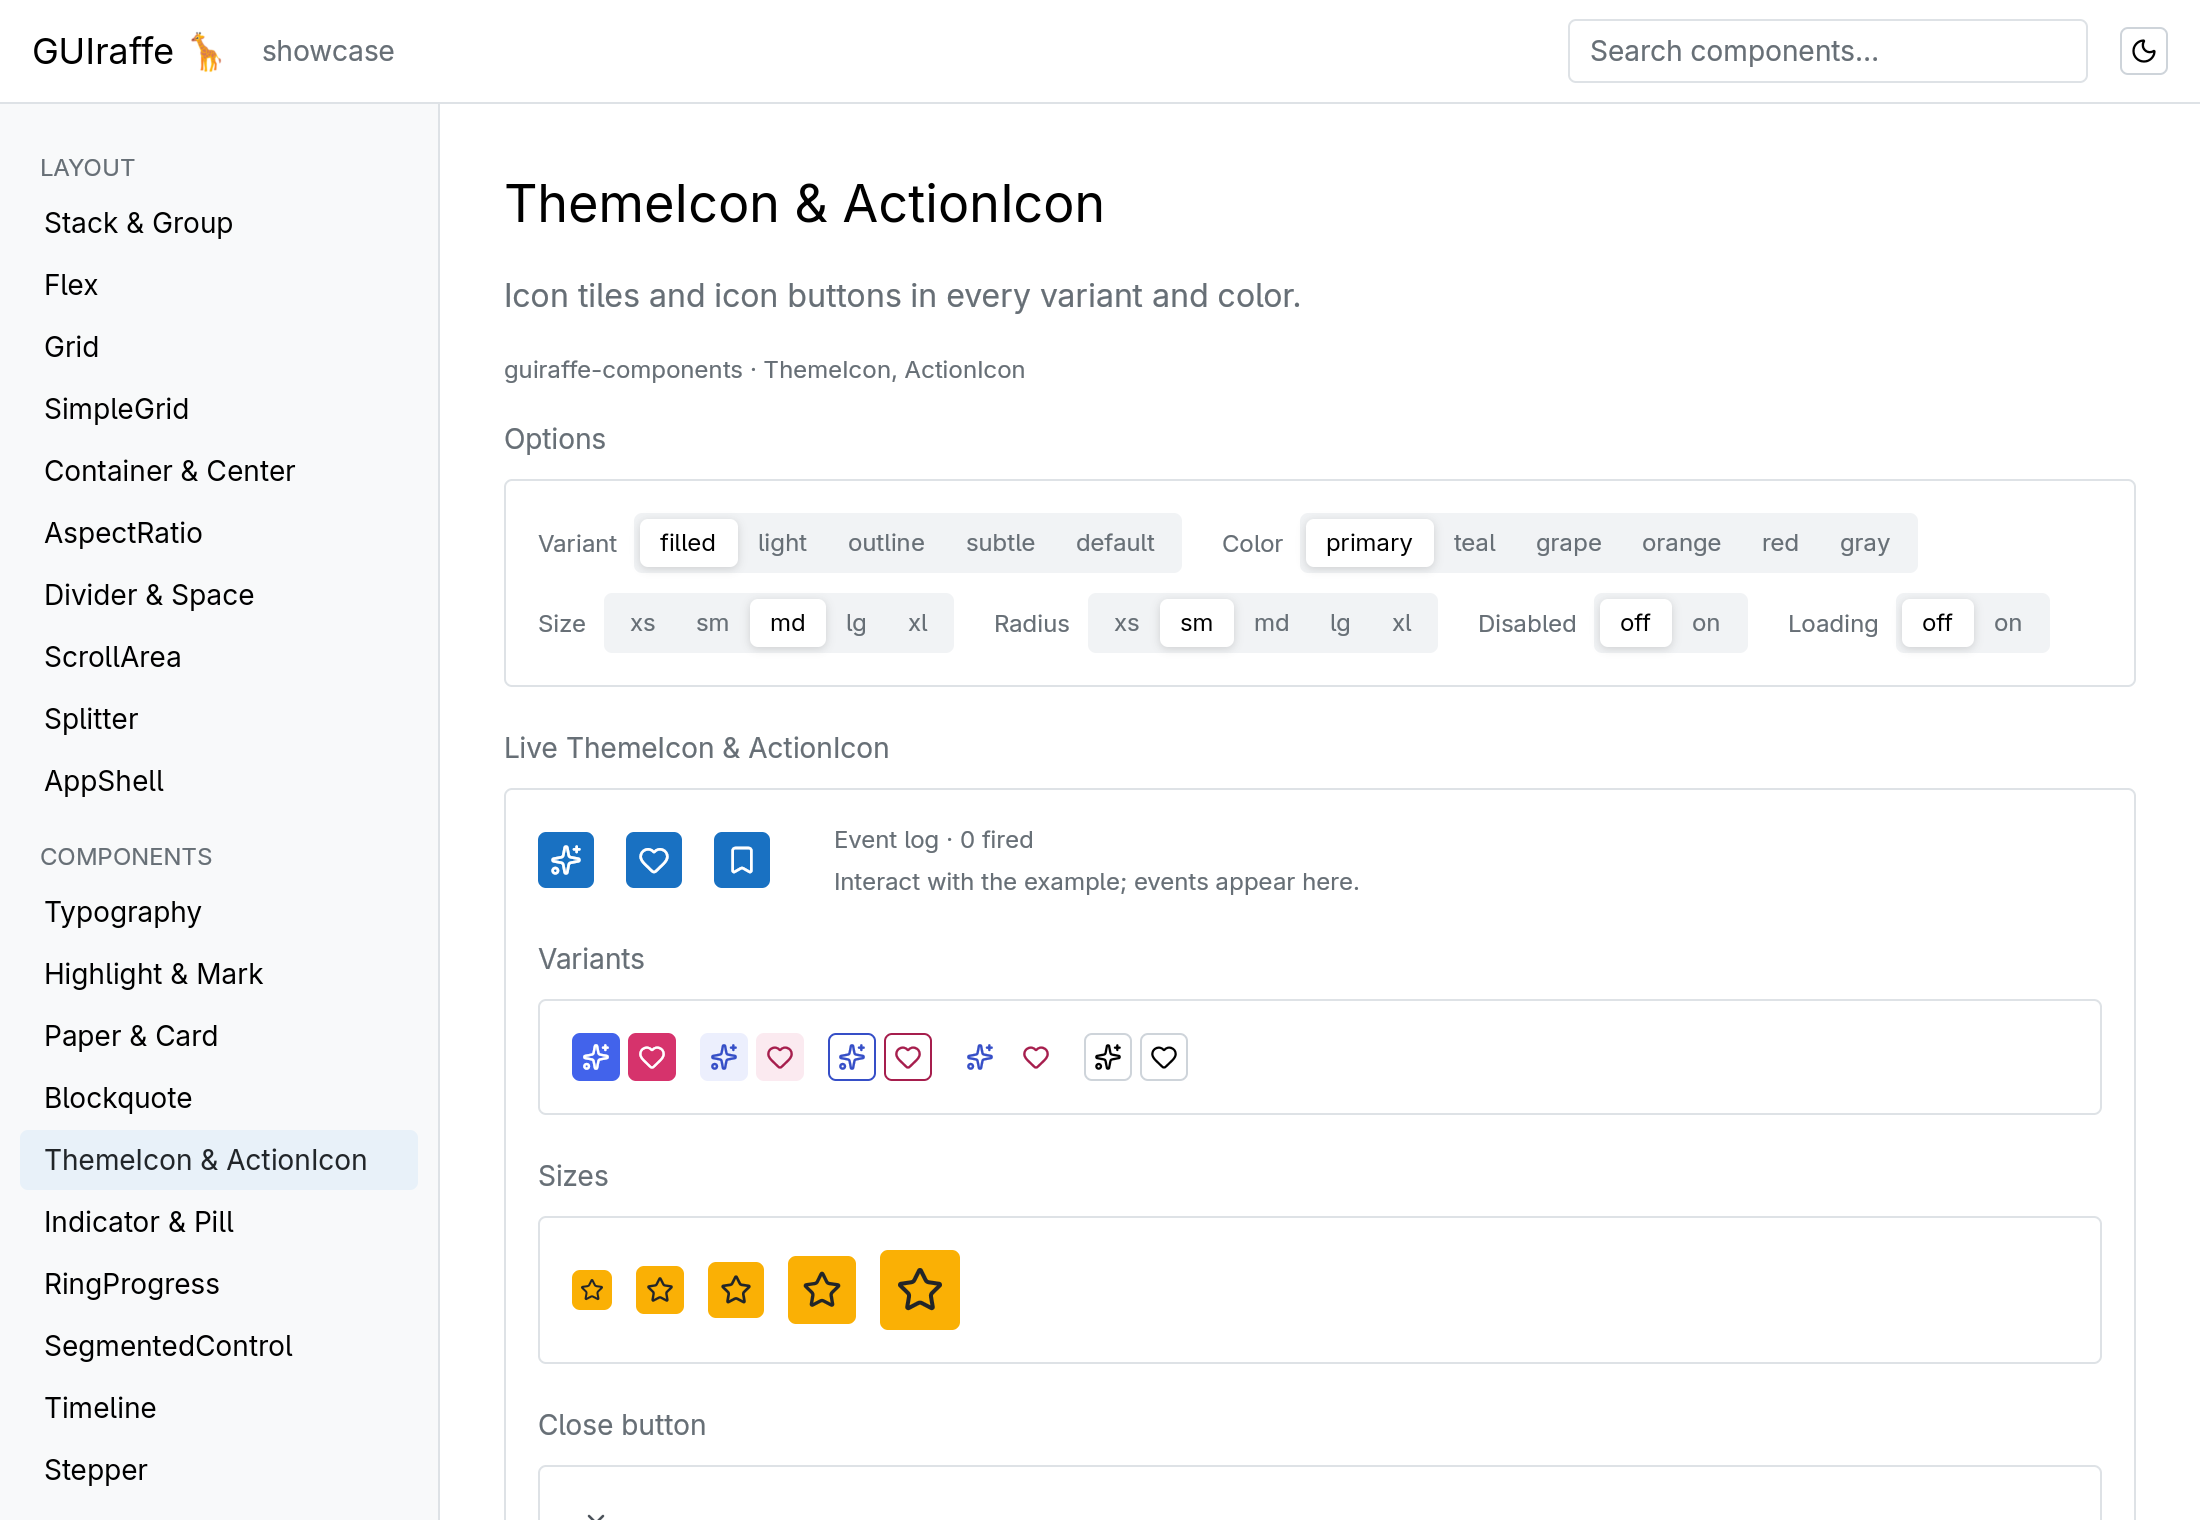 GUIraffe 🦒 showcase Search components...
LAYOUT
Stack & Group
Flex
Grid
SimpleGrid
Container & Center
AspectRatio
Divider & Space
ScrollArea
Splitter
AppShell
COMPONENTS
Typography
Highlight & Mark
Paper & Card
Blockquote
ThemeIcon & ActionIcon
Indicator & Pill
RingProgress
SegmentedControl
Timeline
Stepper
ThemeIcon & ActionIcon
Icon tiles and icon buttons in every variant and color.
guiraffe-components · ThemeIcon, ActionIcon
Options
Variant filled light outline subtle default Color primary teal grape orange red gray
Size xs sm md lg xl Radius xs sm md lg xl Disabled off on Loading off on
Live ThemeIcon & ActionIcon
Event log · 0 fired
Interact with the example; events appear here.
Variants
Sizes
Close button